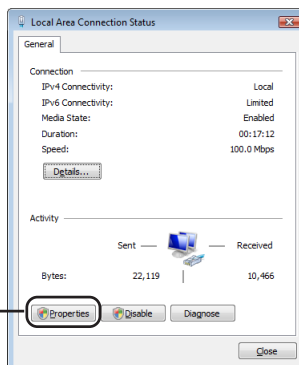 Local Area Connection Status
General
Connection
IPv4 Connectivity: Local
IPv6 Connectivity: Limited
Media State: Enabled
Duration: 00:17:12
Speed: 100.0 Mbps
Details...
Activity
Sent — — Received
Bytes: 22,119 | 10,466
Properties Disable Diagnose
Close